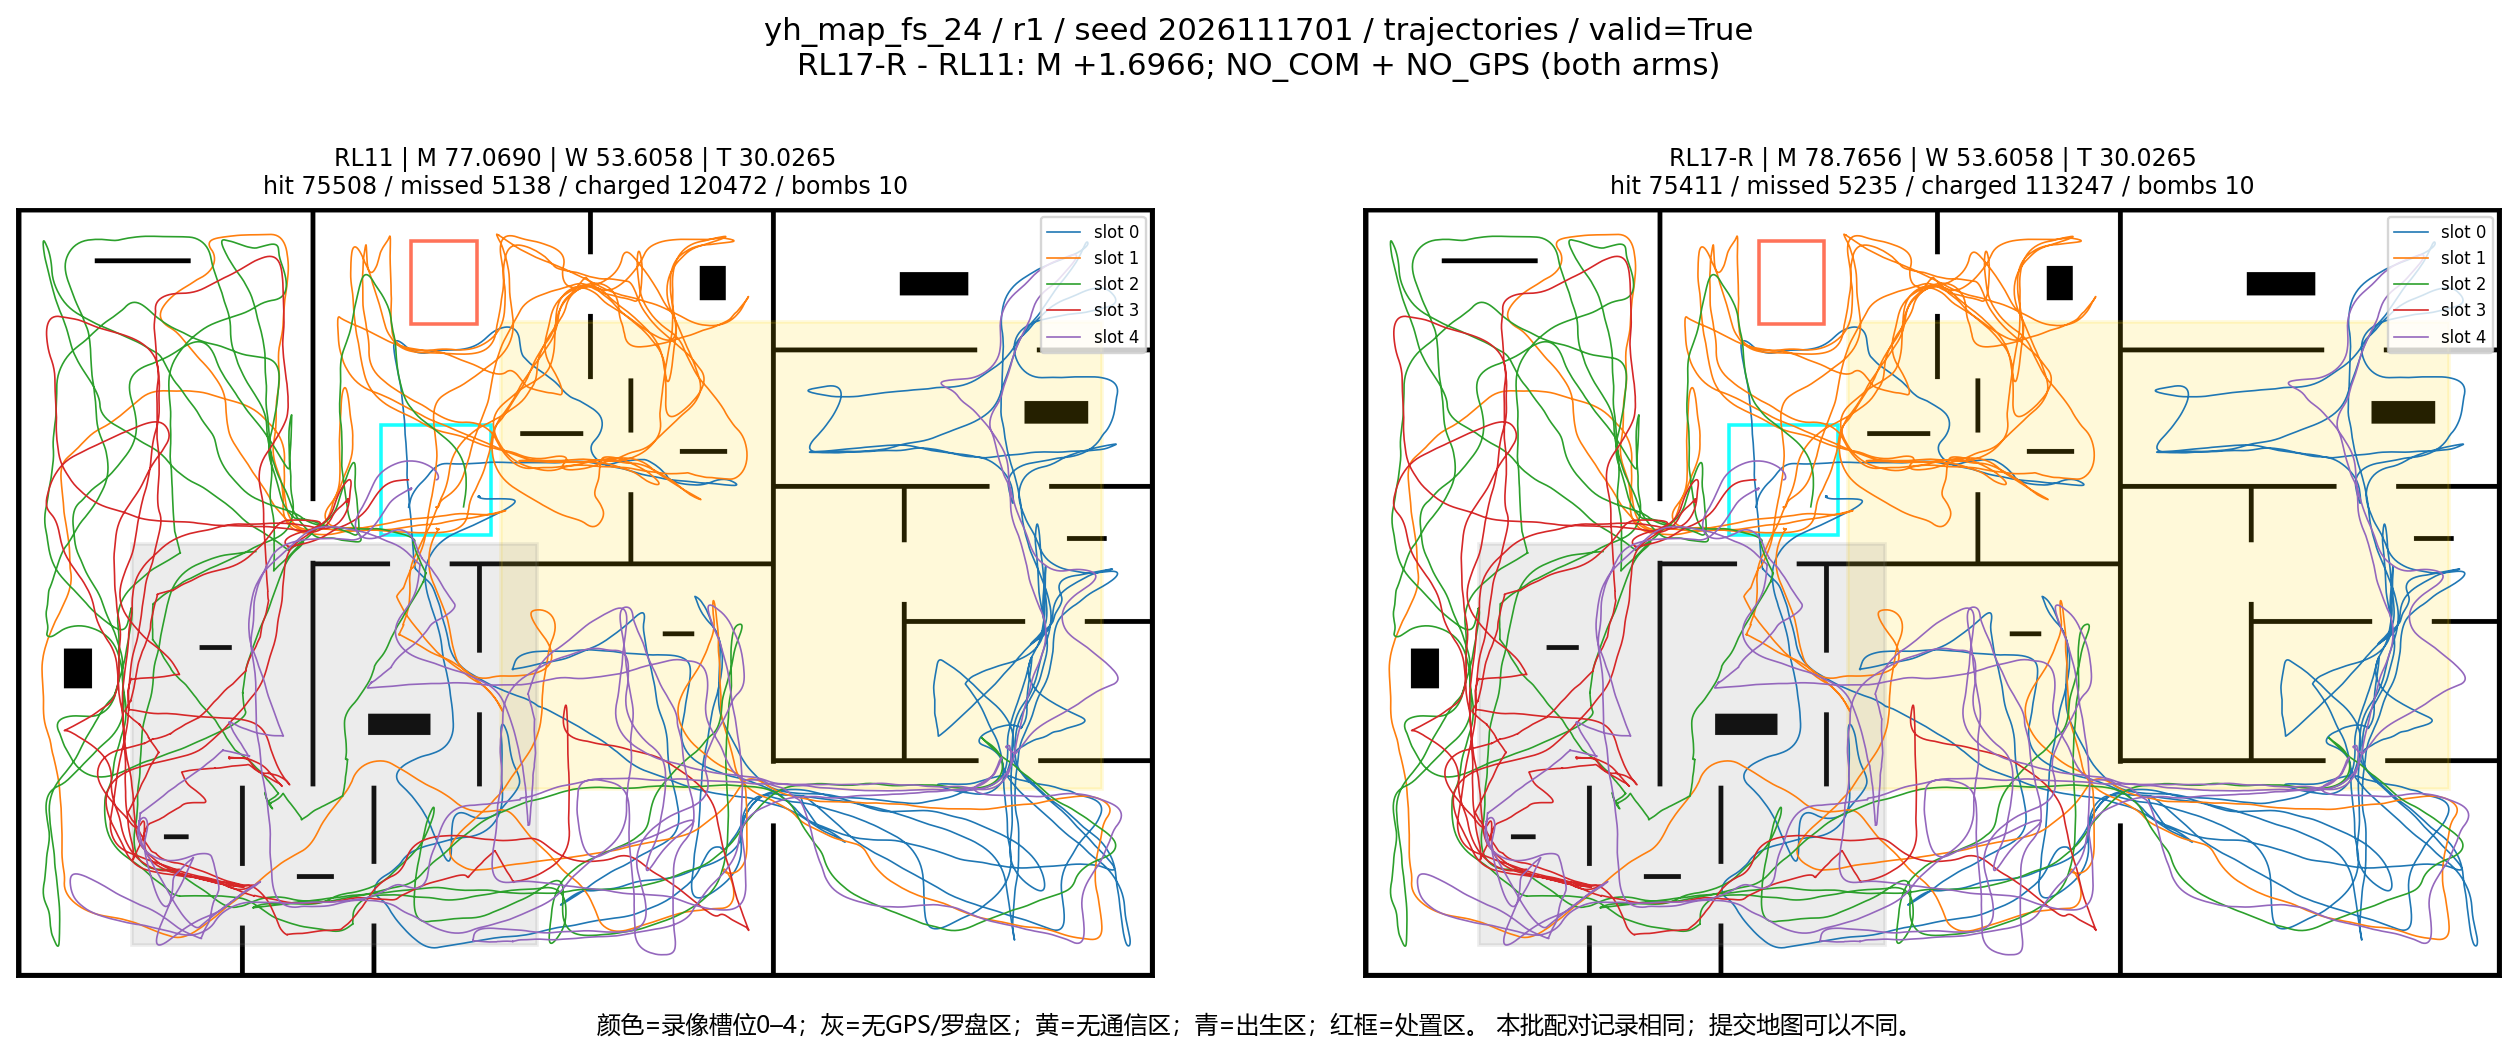 yh_map_fs_24 / r1 / seed 2026111701 / trajectories / valid=True
RL17-R - RL11: M +1.6966; NO_COM + NO_GPS (both arms)
RL11 | M 77.0690 | W 53.6058 | T 30.0265
hit 75508 / missed 5138 / charged 120472 / bombs 10
slot 0
slot 1
slot 2
slot 3
slot 4
RL17-R | M 78.7656 | W 53.6058 | T 30.0265
hit 75411 / missed 5235 / charged 113247 / bombs 10
slot 0
slot 1
slot 2
slot 3
slot 4
颜色=录像槽位0–4；灰=无GPS/罗盘区；黄=无通信区；青=出生区；红框=处置区。 本批配对记录相同；提交地图可以不同。